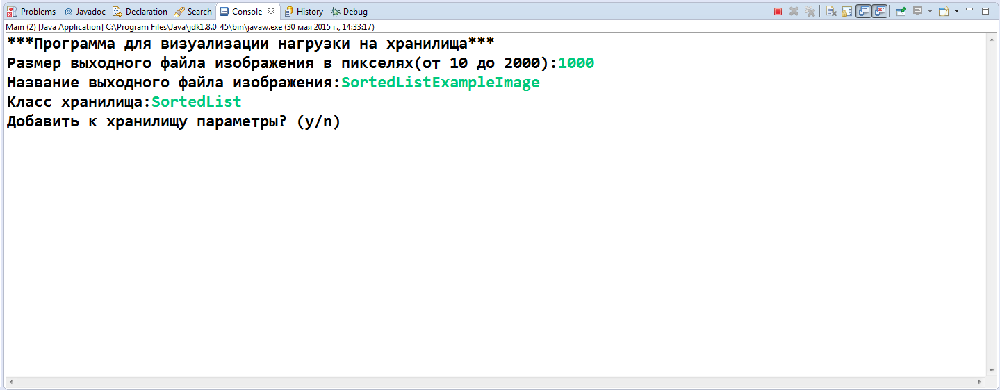 Problems @ Javadoc Declaration Search Console History Debug
Main (2) [Java Application] C:\Program Files\Java\jdk1.8.0_45\bin\javaw.exe (30 мая 2015 г., 14:33:17)
***Программа для визуализации нагрузки на хранилища***
Размер выходного файла изображения в пикселях(от 10 до 2000):1000
Название выходного файла изображения:SortedListExampleImage
Класс хранилища:SortedList
Добавить к хранилищу параметры? (y/n)